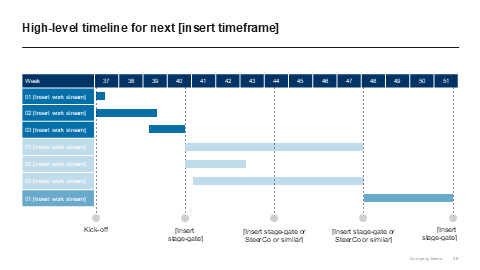 High-level timeline for next [insert timeframe]
Week 37 38 39 40 41 42 43 44 45 46 47 48 49 50 51
01 [Insert work stream]
02 [Insert work stream]
03 [Insert work stream]
01 [Insert work stream]
02 [Insert work stream]
03 [Insert work stream]
01 [Insert work stream]
Kick-off [Insert [Insert stage-gate or [Insert stage-gate or [Insert
stage-gate] SteerCo or similar] SteerCo or similar] stage-gate]
Company Name